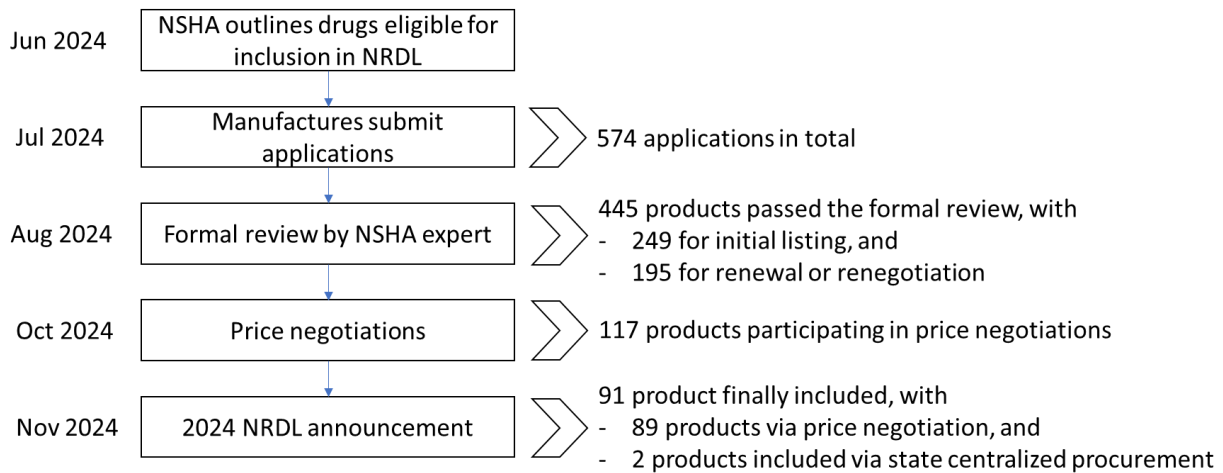 Jun 2024
NSHA outlines drugs eligible for
inclusion in NRDL
Jul 2024
Manufactures submit
applications
574 applications in total
Aug 2024
Formal review by NSHA expert
445 products passed the formal review, with
- 249 for initial listing, and
- 195 for renewal or renegotiation
Oct 2024
Price negotiations
117 products participating in price negotiations
Nov 2024
2024 NRDL announcement
91 product finally included, with
- 89 products via price negotiation, and
- 2 products included via state centralized procurement